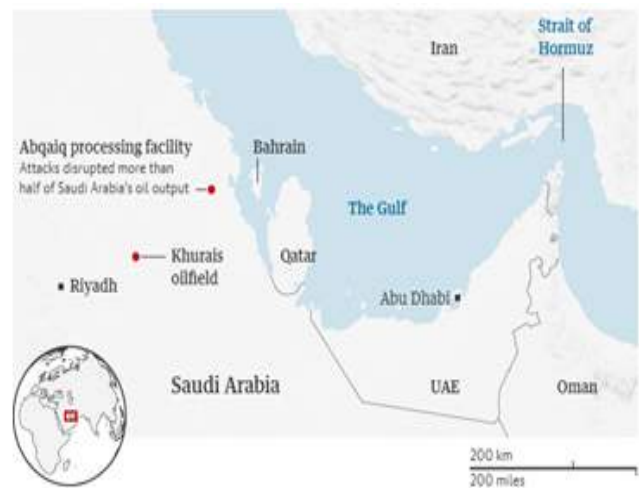 Strait of
Hormuz
Iran
Abqaiq processing facility
Attacks disrupted more than
half of Saudi Arabia's oil output
Bahrain
The Gulf
Khurais
oilfield
Qatar
Riyadh
Abu Dhabi
Saudi Arabia
UAE
Oman
200 km
200 miles